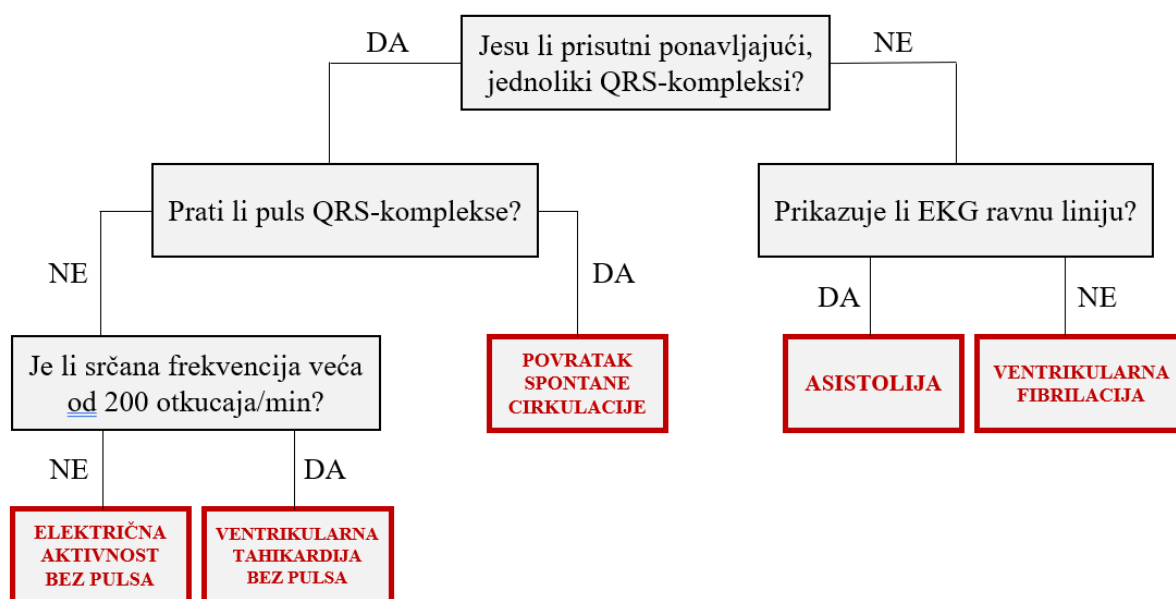 DA
Jesu li prisutni ponavljajući,
jednoliki QRS-kompleksi?
NE
Prati li puls QRS-komplekse?
Prikazuje li EKG ravnu liniju?
NE
DA
DA
NE
Je li srčana frekvencija veća
od 200 otkucaja/min?
POVRATAK
SPONTANE
CIRKULACIJE
ASISTOLIJA
VENTRIKULARNA
FIBRILACIJA
NE
DA
ELEKTRIČNA
AKTIVNOST
BEZ PULSA
VENTRIKULARNA
TAHIKARDIJA
BEZ PULSA